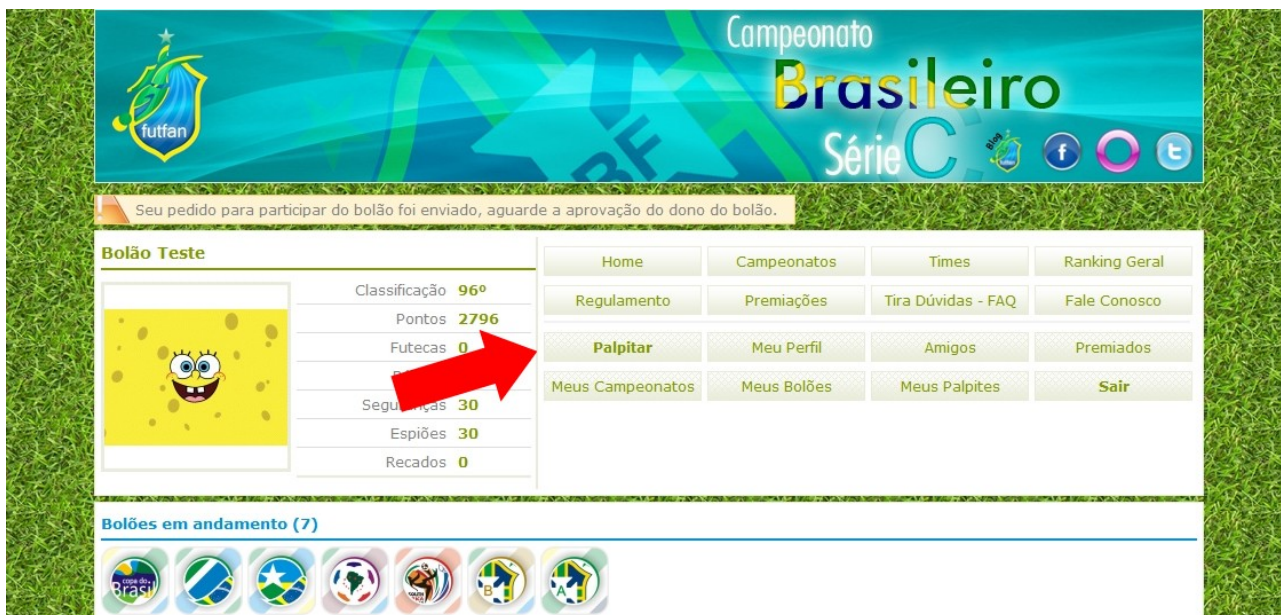 Campeonato
Brasileiro
Série C
futfan
Blog
BF
Seu pedido para participar do bolão foi enviado, aguarde a aprovação do dono do bolão.
Bolão Teste
Classificação 96º
Pontos 2796
Futecas 0
Seguranças 30
Espiões 30
Recados 0
Home Campeonatos Times Ranking Geral
Regulamento Premiações Tira Dúvidas - FAQ Fale Conosco
Palpitar Meu Perfil Amigos Premiados
Meus Campeonatos Meus Bolões Meus Palpites Sair
Bolões em andamento (7)
copa do Brasil
B
A